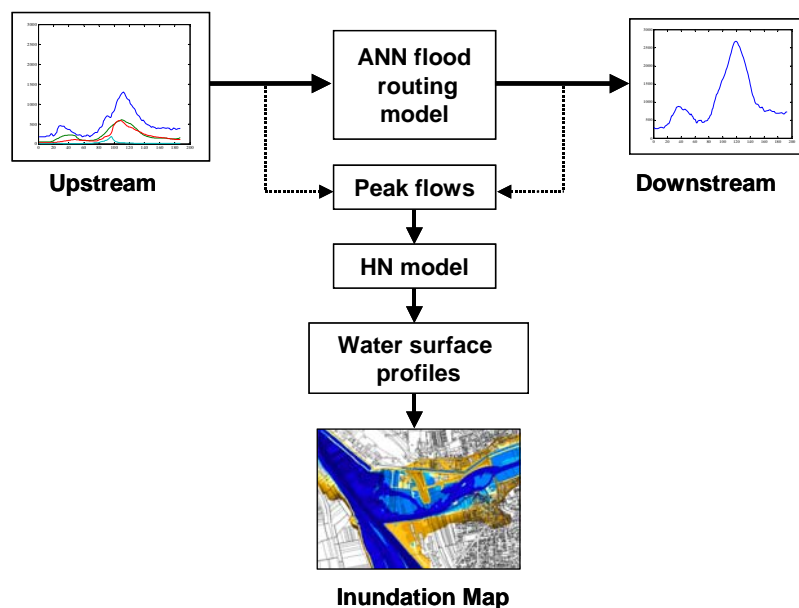 ANN flood
routing
model
Upstream
Downstream
Peak flows
HN model
Water surface
profiles
Inundation Map